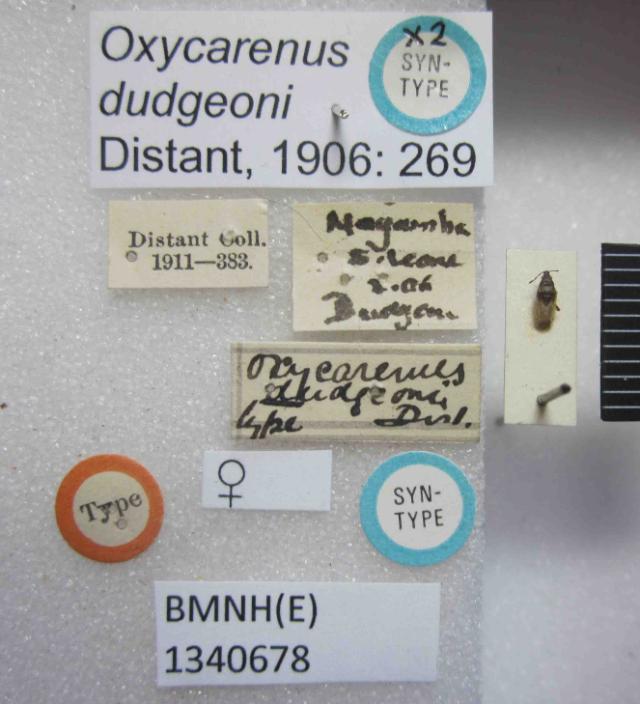 Oxycarenus
dudgeoni
Distant, 1906: 269
x2
SYN-
TYPE
Distant Coll.
1911—383.
S. Leone
Dudgeon
Oxycarenus
dudgeoni
type Dist.
Type
♀
SYN-
TYPE
BMNH(E)
1340678